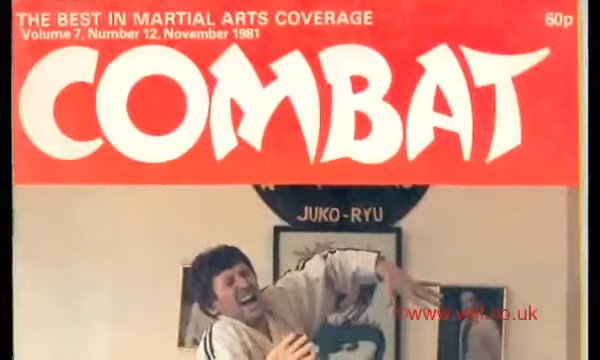 THE BEST IN MARTIAL ARTS COVERAGE
60p
Volume 7, Number 12, November 1981
COMBAT
JUKO-RYU
©www.wjjf.co.uk